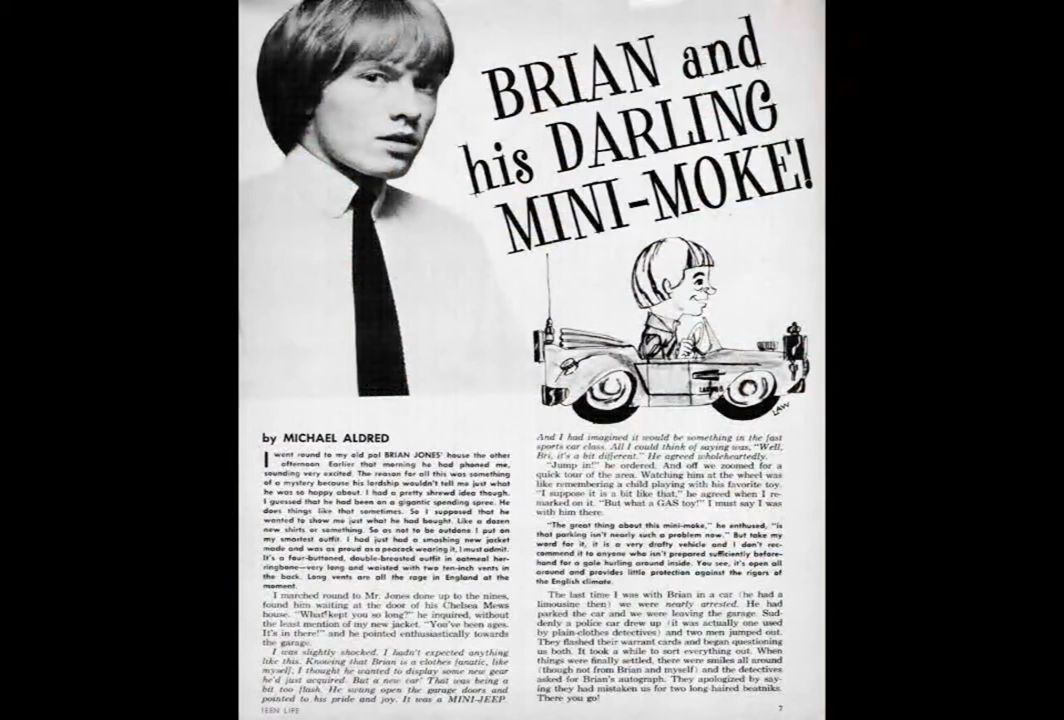 BRIAN and
his DARLING
MINI-MOKE!
LAW
by MICHAEL ALDRED
I went round to my old pal BRIAN JONES' house the other
afternoon. Earlier that morning he had phoned me,
sounding very excited. The reason for all this was something
of a mystery because his lordship wouldn't tell me just what
he was so happy about. I had a pretty shrewd idea though.
I guessed that he had been on a gigantic spending spree. He
does things like that sometimes. So I supposed that he
wanted to show me just what he had bought. Like a dozen
new shirts or something. So as not to be outdone I put on
my smartest outfit. I had just had a smashing new jacket
made and was as proud as a peacock wearing it, I must admit.
It's a four-buttoned, double-breasted outfit in oatmeal her-
ringbone—very long and waisted with two ten-inch vents in
the back. Long vents are all the rage in England at the
moment.
I marched round to Mr. Jones done up to the nines,
found him waiting at the door of his Chelsea Mews
house. "What kept you so long?" he inquired, without
the least mention of my new jacket. "You've been ages.
It's in there!" and he pointed enthusiastically towards
the garage.
I was slightly shocked. I hadn't expected anything
like this. Knowing that Brian is a clothes fanatic, like
myself, I thought he wanted to display some new gear
he'd just acquired. But a new car! That was being a
bit too flash. He swung open the garage doors and
pointed to his pride and joy. It was a MINI-JEEP.
TEEN LIFE
And I had imagined it would be something in the fast
sports car class. All I could think of saying was, "Well,
Bri, it's a bit different." He agreed wholeheartedly.
"Jump in!" he ordered. And off we zoomed for a
quick tour of the area. Watching him at the wheel was
like remembering a child playing with his favorite toy.
"I suppose it is a bit like that," he agreed when I re-
marked on it. "But what a GAS toy!" I must say I was
with him there.
"The great thing about this mini-moke," he enthused, "is
that parking isn't nearly such a problem now." But take my
word for it, it is a very drafty vehicle and I don't rec-
ommend it to anyone who isn't prepared sufficiently before-
hand for a gale hurling around inside. You see, it's open all
around and provides little protection against the rigors of
the English climate.
The last time I was with Brian in a car (he had a
limousine then) we were nearly arrested. He had
parked the car and we were leaving the garage. Sud-
denly a police car drew up (it was actually one used
by plain-clothes detectives) and two men jumped out.
They flashed their warrant cards and began questioning
us both. It took a while to sort everything out. When
things were finally settled, there were smiles all around
(though not from Brian and myself) and the detectives
asked for Brian's autograph. They apologized by say-
ing they had mistaken us for two long-haired beatniks.
There you go!
7